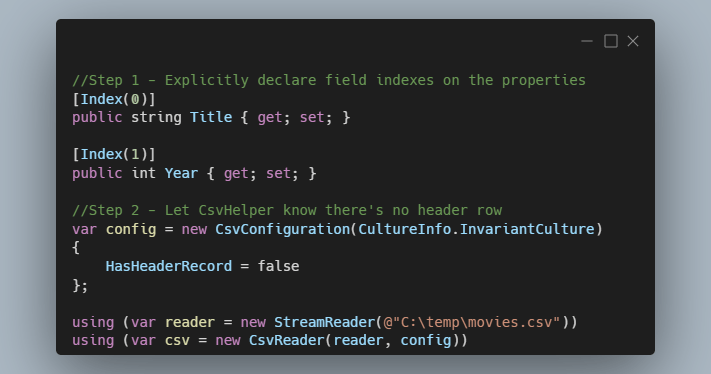 //Step 1 - Explicitly declare field indexes on the properties
[Index(0)]
public string Title { get; set; }
[Index(1)]
public int Year { get; set; }
//Step 2 - Let CsvHelper know there's no header row
var config = new CsvConfiguration(CultureInfo.InvariantCulture)
{
    HasHeaderRecord = false
};
using (var reader = new StreamReader(@"C:\temp\movies.csv"))
using (var csv = new CsvReader(reader, config))